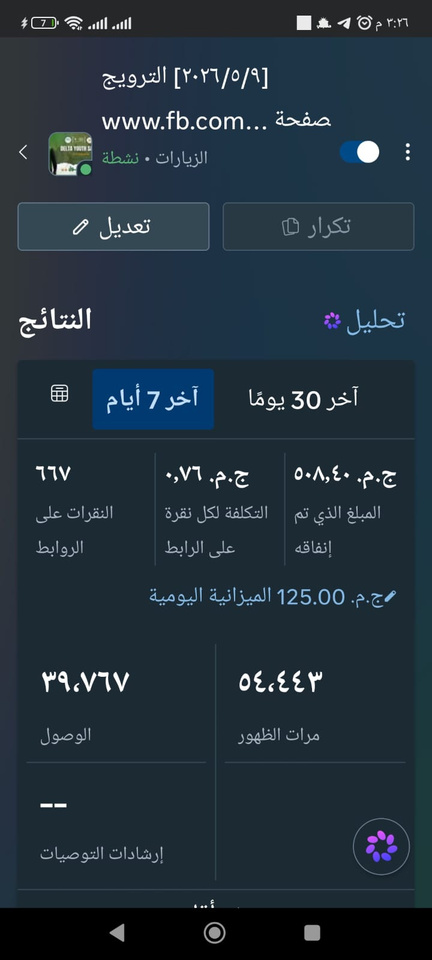 ٣:٢٦ م
7
[٢٠٢٦/٥/٩] الترويج
صفحة www.fb.com...
الزيارات • نشطة
DELTA YOUTH
تعديل
تكرار
النتائج
تحليل
آخر 7 أيام
آخر 30 يومًا
ج.م. ٥٠٨,٤٠
المبلغ الذي تم إنفاقه
ج.م. ٠,٧٦
التكلفة لكل نقرة على الرابط
٦٦٧
النقرات على الروابط
ج.م. 125.00 الميزانية اليومية
٥٤،٤٤٣
مرات الظهور
٣٩،٧٦٧
الوصول
--
إرشادات التوصيات